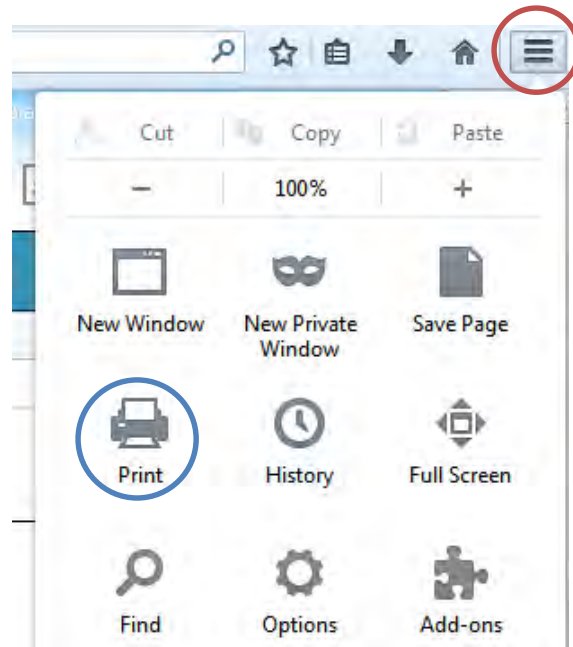 Cut Copy Paste
− 100% +
New Window New Private Window Save Page
Print History Full Screen
Find Options Add-ons